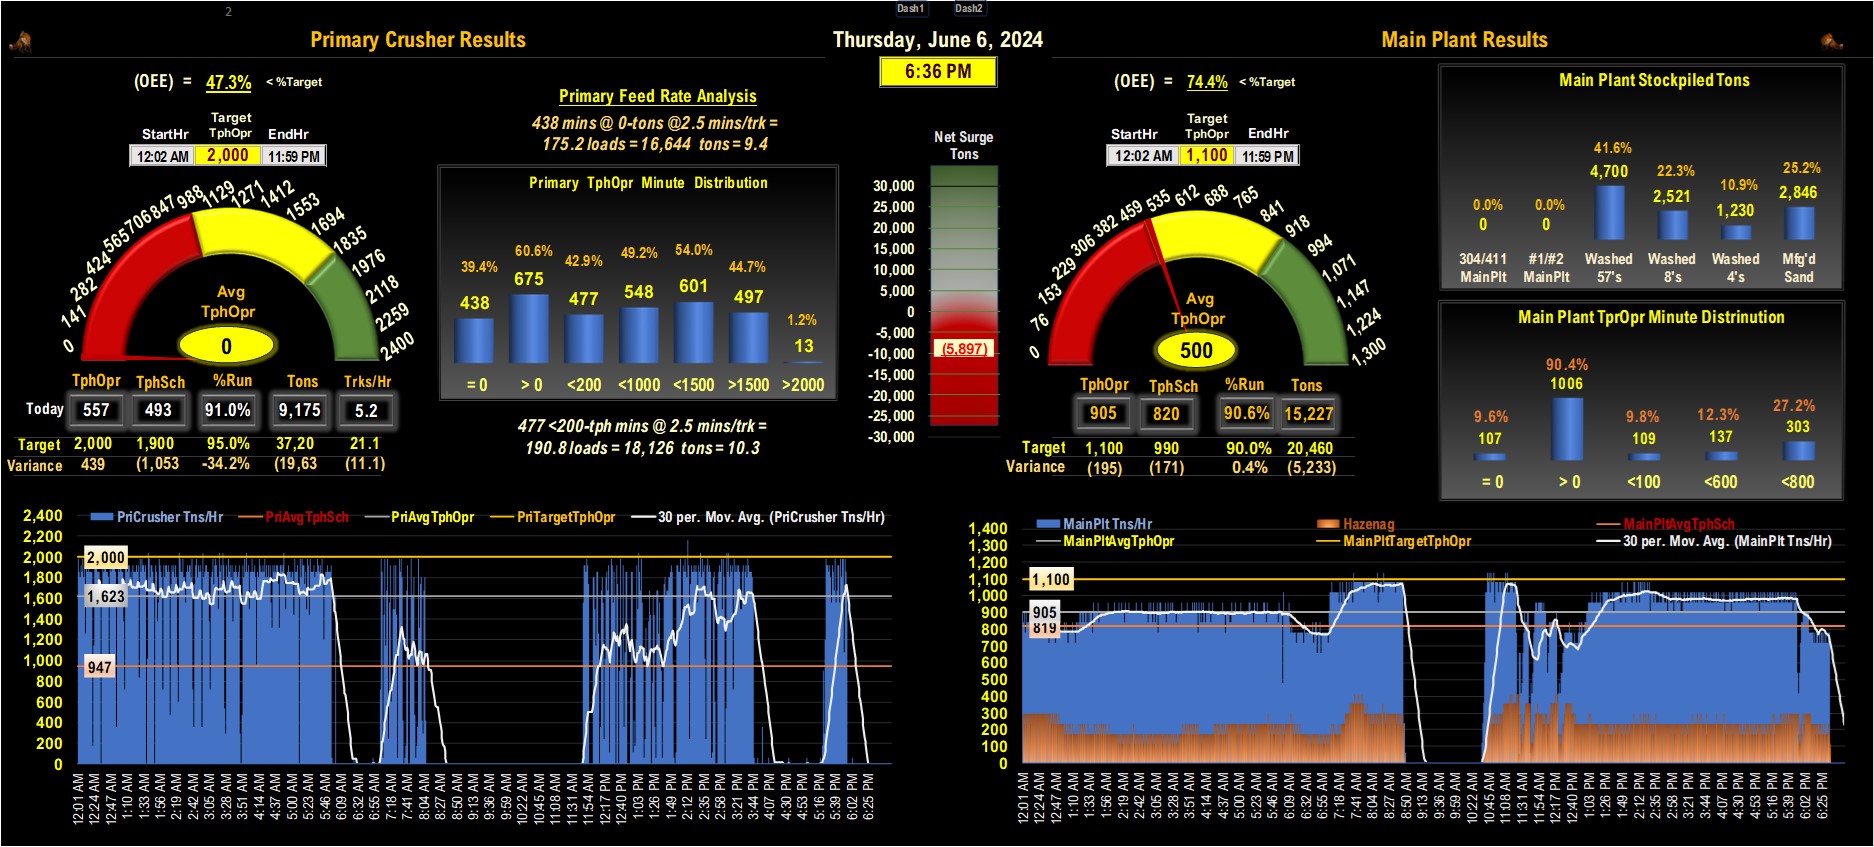 2
Dash1 Dash2
Primary Crusher Results
Thursday, June 6, 2024
Main Plant Results
6:36 PM
(OEE) = 47.3% < %Target
Target
StartHr TphOpr EndHr
12:02 AM 2,000 11:59 PM
0 141 282 424 565 706 847 988 1129 1271 1412 1553 1694 1835 1976 2118 2259 2400
Avg
TphOpr
0
TphOpr TphSch %Run Tons Trks/Hr
Today 557 493 91.0% 9,175 5.2
Target 2,000 1,900 95.0% 37,20 21.1
Variance 439 (1,053 -34.2% (19,63 (11.1)
Primary Feed Rate Analysis
438 mins @ 0-tons @2.5 mins/trk =
175.2 loads = 16,644 tons = 9.4
Primary TphOpr Minute Distribution
39.4% 60.6% 42.9% 49.2% 54.0% 44.7% 1.2%
438 675 477 548 601 497 13
= 0 > 0 <200 <1000 <1500 >1500 >2000
477 <200-tph mins @ 2.5 mins/trk =
190.8 loads = 18,126 tons = 10.3
Net Surge
Tons
30,000
25,000
20,000
15,000
10,000
5,000
0
-5,000
(5,897)
-10,000
-15,000
-20,000
-25,000
-30,000
(OEE) = 74.4% < %Target
Target
StartHr TphOpr EndHr
12:02 AM 1,100 11:59 PM
0 76 153 229 306 382 459 535 612 688 765 841 918 994 1,071 1,147 1,224 1,300
Avg
TphOpr
500
TphOpr TphSch %Run Tons
905 820 90.6% 15,227
Target 1,100 990 90.0% 20,460
Variance (195) (171) 0.4% (5,233)
Main Plant Stockpiled Tons
0.0% 0.0% 41.6% 22.3% 10.9% 25.2%
0 0 4,700 2,521 1,230 2,846
304/411 #1/#2 Washed Washed Washed Mfg'd
MainPlt MainPlt 57's 8's 4's Sand
Main Plant TprOpr Minute Distrinution
9.6% 90.4% 9.8% 12.3% 27.2%
107 1006 109 137 303
= 0 > 0 <100 <600 <800
PriCrusher Tns/Hr PriAvgTphSch PriAvgTphOpr PriTargetTphOpr 30 per. Mov. Avg. (PriCrusher Tns/Hr)
2,400
2,200
2,000
1,800
1,600
1,400
1,200
1,000
800
600
400
200
0
2,000
1,623
947
12:01 AM 12:24 AM 12:47 AM 1:10 AM 1:33 AM 1:56 AM 2:19 AM 2:42 AM 3:05 AM 3:28 AM 3:51 AM 4:14 AM 4:37 AM 5:00 AM 5:23 AM 5:46 AM 6:09 AM 6:32 AM 6:55 AM 7:18 AM 7:41 AM 8:04 AM 8:27 AM 8:50 AM 9:13 AM 9:36 AM 9:59 AM 10:22 AM 10:45 AM 11:08 AM 11:31 AM 11:54 AM 12:17 PM 12:40 PM 1:03 PM 1:26 PM 1:49 PM 2:12 PM 2:35 PM 2:58 PM 3:21 PM 3:44 PM 4:07 PM 4:30 PM 4:53 PM 5:16 PM 5:39 PM 6:02 PM 6:25 PM
MainPlt Tns/Hr Hazenag MainPltAvgTphSch
MainPltAvgTphOpr MainPltTargetTphOpr 30 per. Mov. Avg. (MainPlt Tns/Hr)
1,400
1,300
1,200
1,100
1,000
900
800
700
600
500
400
300
200
100
0
1,100
905
819
12:01 AM 12:24 AM 12:47 AM 1:10 AM 1:33 AM 1:56 AM 2:19 AM 2:42 AM 3:05 AM 3:28 AM 3:51 AM 4:14 AM 4:37 AM 5:00 AM 5:23 AM 5:46 AM 6:09 AM 6:32 AM 6:55 AM 7:18 AM 7:41 AM 8:04 AM 8:27 AM 8:50 AM 9:13 AM 9:36 AM 9:59 AM 10:22 AM 10:45 AM 11:08 AM 11:31 AM 11:54 AM 12:17 PM 12:40 PM 1:03 PM 1:26 PM 1:49 PM 2:12 PM 2:35 PM 2:58 PM 3:21 PM 3:44 PM 4:07 PM 4:30 PM 4:53 PM 5:16 PM 5:39 PM 6:02 PM 6:25 PM